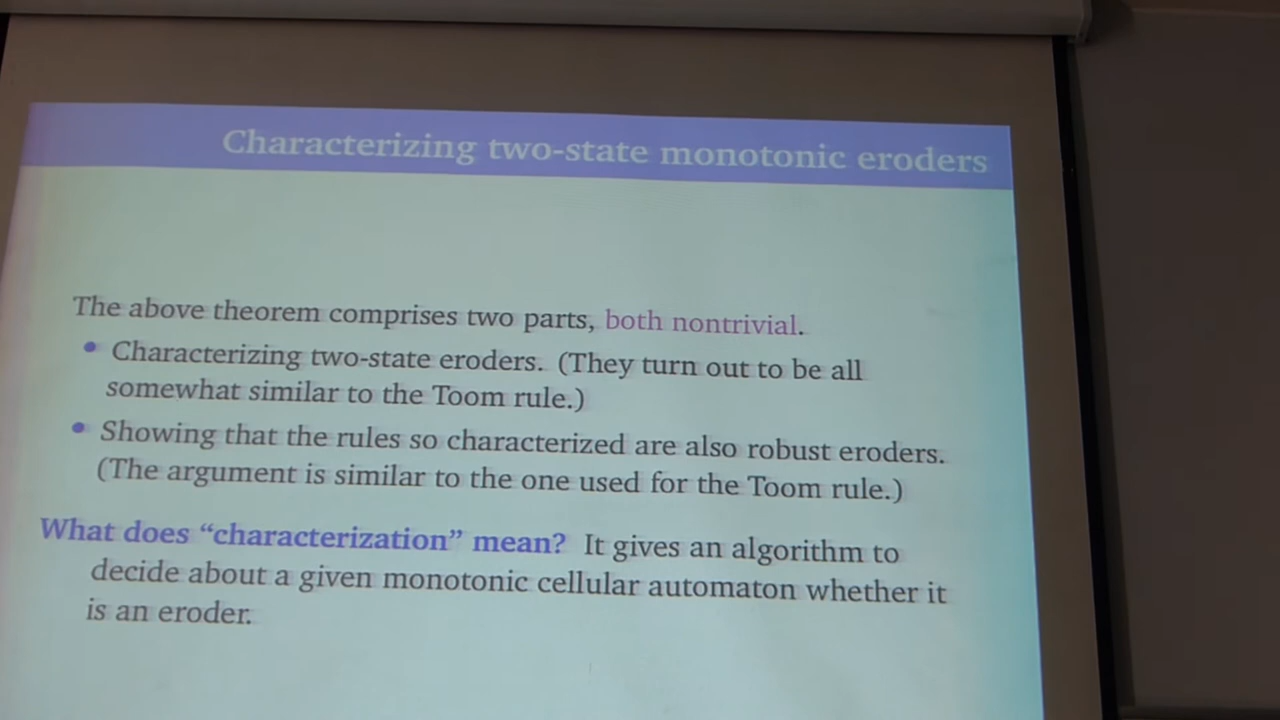 Characterizing two-state monotonic eroders
The above theorem comprises two parts, both nontrivial.
• Characterizing two-state eroders. (They turn out to be all
somewhat similar to the Toom rule.)
• Showing that the rules so characterized are also robust eroders.
(The argument is similar to the one used for the Toom rule.)
What does “characterization” mean? It gives an algorithm to
decide about a given monotonic cellular automaton whether it
is an eroder.